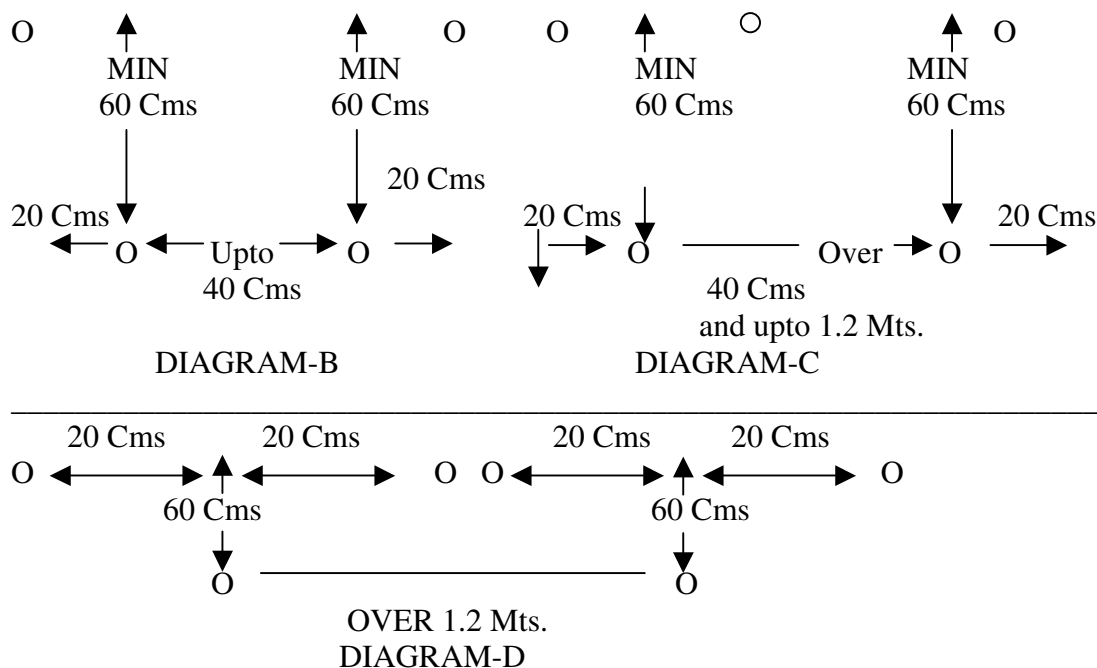 O O O O O
MIN MIN MIN MIN
60 Cms 60 Cms 60 Cms 60 Cms
20 Cms
20 Cms 20 Cms 20 Cms
O Upto O O Over O
40 Cms 40 Cms
and upto 1.2 Mts.
DIAGRAM-B DIAGRAM-C
20 Cms 20 Cms 20 Cms 20 Cms
O O O O
60 Cms 60 Cms
O O
OVER 1.2 Mts.
DIAGRAM-D